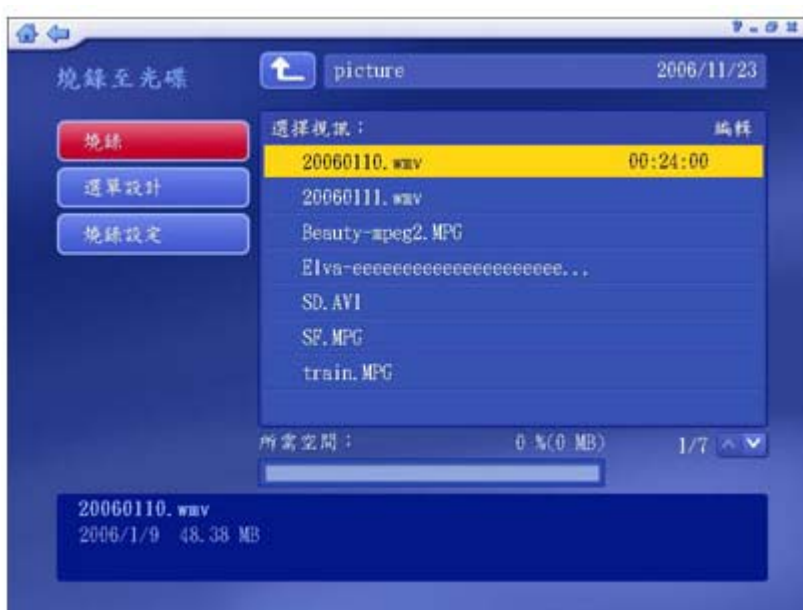 燒錄至光碟
picture 2006/11/23
燒錄
選單設計
燒錄設定
選擇視訊： 編輯
20060110.wmv 00:24:00
20060111.wmv
Beauty-mpeg2.MPG
Elva-eeeeeeeeeeeeeeeeeeeee...
SD.AVI
SF.MPG
train.MPG
所需空間： 0 %(0 MB) 1/7
20060110.wmv
2006/1/9 48.38 MB